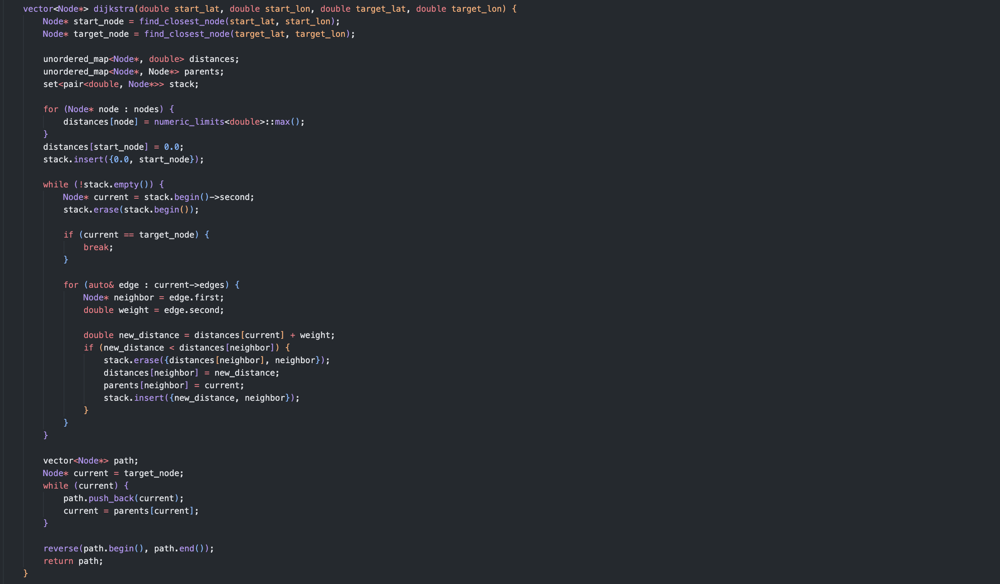 vector<Node*> dijkstra(double start_lat, double start_lon, double target_lat, double target_lon) {
    Node* start_node = find_closest_node(start_lat, start_lon);
    Node* target_node = find_closest_node(target_lat, target_lon);

    unordered_map<Node*, double> distances;
    unordered_map<Node*, Node*> parents;
    set<pair<double, Node*>> stack;

    for (Node* node : nodes) {
        distances[node] = numeric_limits<double>::max();
    }
    distances[start_node] = 0.0;
    stack.insert({0.0, start_node});

    while (!stack.empty()) {
        Node* current = stack.begin()->second;
        stack.erase(stack.begin());

        if (current == target_node) {
            break;
        }

        for (auto& edge : current->edges) {
            Node* neighbor = edge.first;
            double weight = edge.second;

            double new_distance = distances[current] + weight;
            if (new_distance < distances[neighbor]) {
                stack.erase({distances[neighbor], neighbor});
                distances[neighbor] = new_distance;
                parents[neighbor] = current;
                stack.insert({new_distance, neighbor});
            }
        }
    }

    vector<Node*> path;
    Node* current = target_node;
    while (current) {
        path.push_back(current);
        current = parents[current];
    }

    reverse(path.begin(), path.end());
    return path;
}